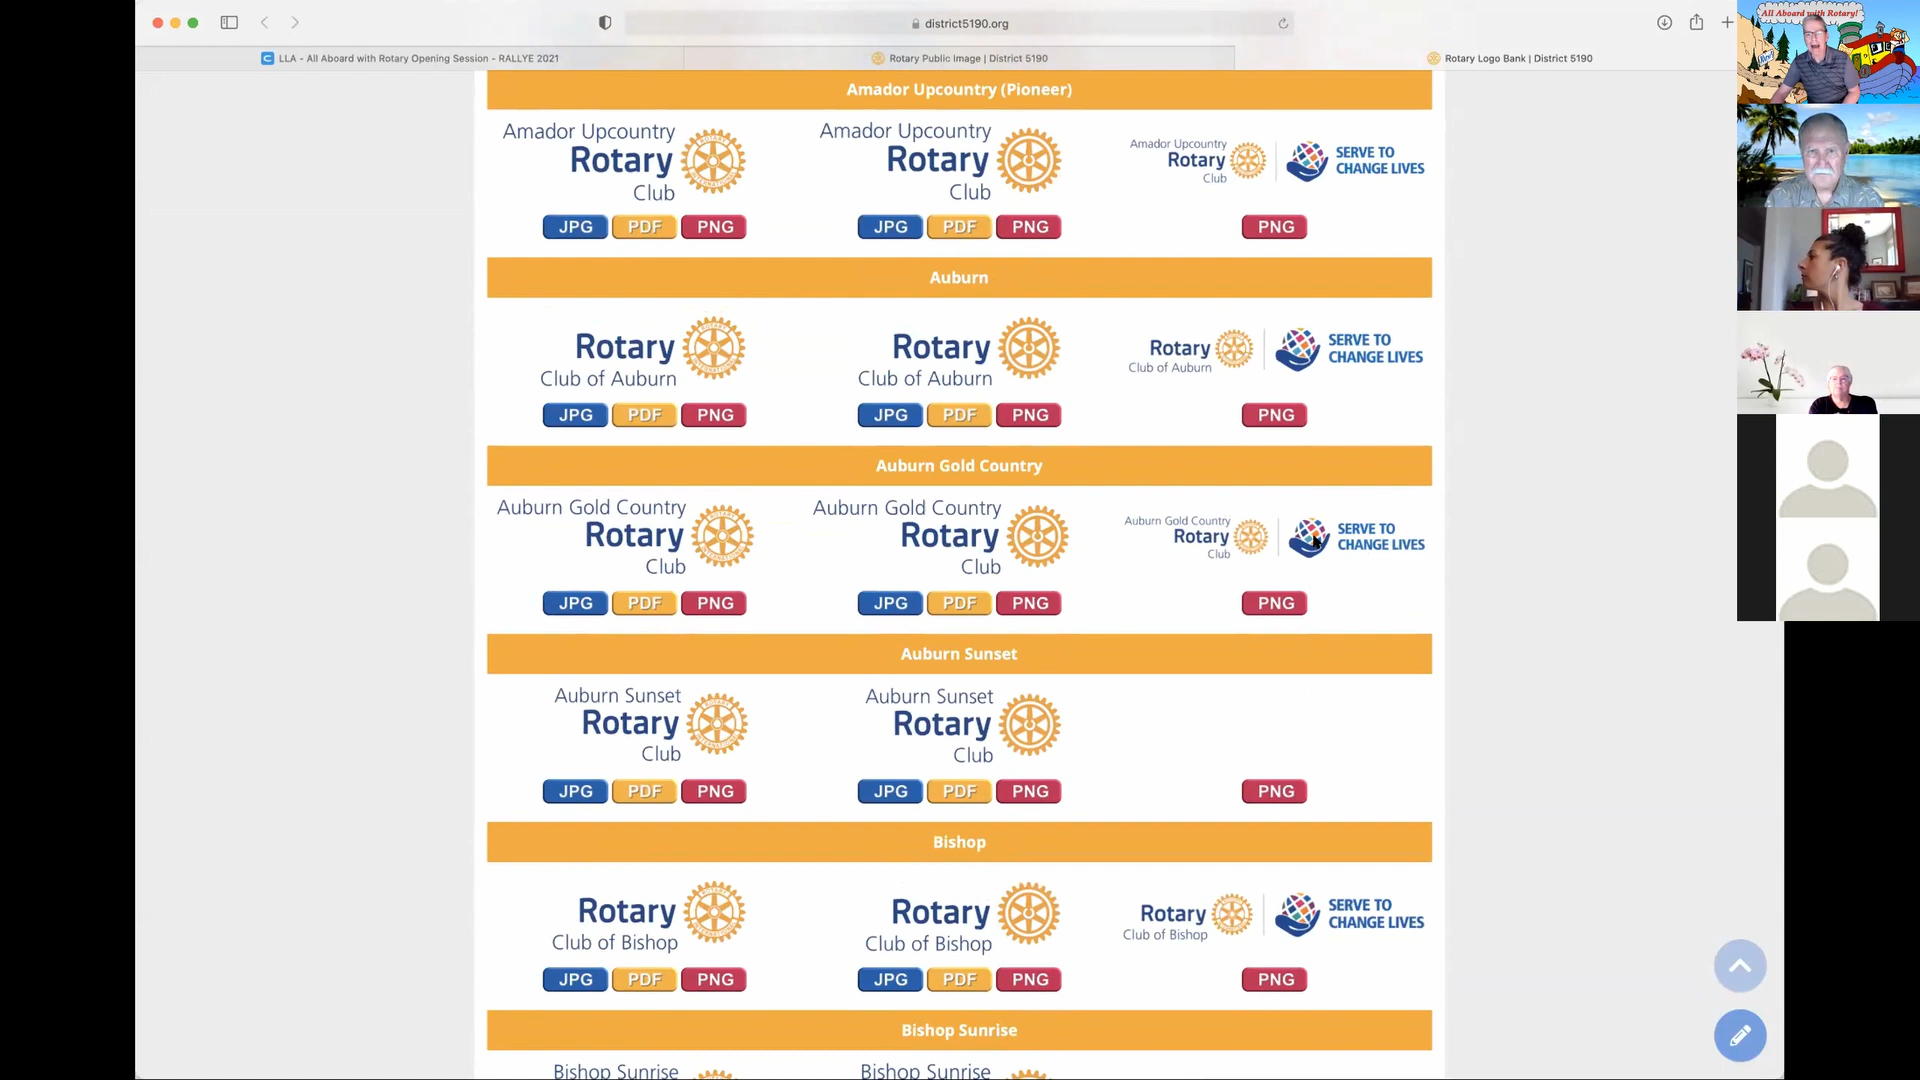 district5190.org
LLA - All Aboard with Rotary Opening Session - RALLYE 2021
Rotary Public Image | District 5190
Rotary Logo Bank | District 5190
All Aboard with Rotary!
Amador Upcountry (Pioneer)
Amador Upcountry
Rotary
Club
Amador Upcountry
Rotary
Club
Amador Upcountry
Rotary
Club
SERVE TO
CHANGE LIVES
JPG PDF PNG
JPG PDF PNG
PNG
Auburn
Rotary
Club of Auburn
Rotary
Club of Auburn
Rotary
Club of Auburn
SERVE TO
CHANGE LIVES
JPG PDF PNG
JPG PDF PNG
PNG
Auburn Gold Country
Auburn Gold Country
Rotary
Club
Auburn Gold Country
Rotary
Club
Auburn Gold Country
Rotary
Club
SERVE TO
CHANGE LIVES
JPG PDF PNG
JPG PDF PNG
PNG
Auburn Sunset
Auburn Sunset
Rotary
Club
Auburn Sunset
Rotary
Club
JPG PDF PNG
JPG PDF PNG
PNG
Bishop
Rotary
Club of Bishop
Rotary
Club of Bishop
Rotary
Club of Bishop
SERVE TO
CHANGE LIVES
JPG PDF PNG
JPG PDF PNG
PNG
Bishop Sunrise
Bishop Sunrise
Bishop Sunrise